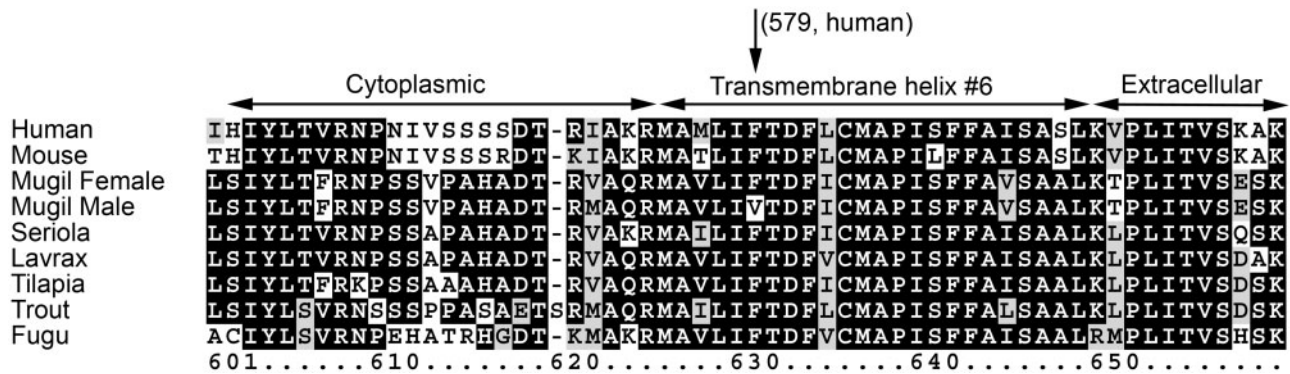 (579, human)
Cytoplasmic Transmembrane helix #6 Extracellular
Human IHIYLTVRNPNIVSSSSDT-RIAKRMAMLIFTDFLCMAPISFFAISASLKVPLITVSKAK
Mouse THIYLTVRNPNIVSSSRDT-KIAKRMATLIFTDFLCMAPILFFAISASLKVPLITVSKAK
Mugil Female LSIYLTFRNPSSVPAHADT-RVAQRMAVLIFTDFICMAPISFFAVSAALKTPLITVSESK
Mugil Male LSIYLTFRNPSSVPAHADT-RMAQRMAVLIVTDFICMAPISFFAVSAALKTPLITVSESK
Seriola LSIYLTVRNPSSAPAHADT-RVAKRMAILIFTDFICMAPISFFAISAALKLPLITVSQSK
Lavrax LSIYLTVRNPSSAPAHADT-RVAQRMAVLIFTDFVCMAPISFFAISAALKLPLITVSDAK
Tilapia LSIYLTFRKPSSAAAHADT-RVAQRMAVLIFTDFICMAPISFFAISAALKLPLITVSDSK
Trout LSIYLSVRNSSSPPASAETSRMAQRMAILIFTDFLCMAPISFFALSAALKLPLITVSDSK
Fugu ACIYLSVRNPEHATRHGDT-KMAKRMAVLIFTDFVCMAPISFFAISAALRMPLITVSHSK
601......610.......620.......630.......640.......650........